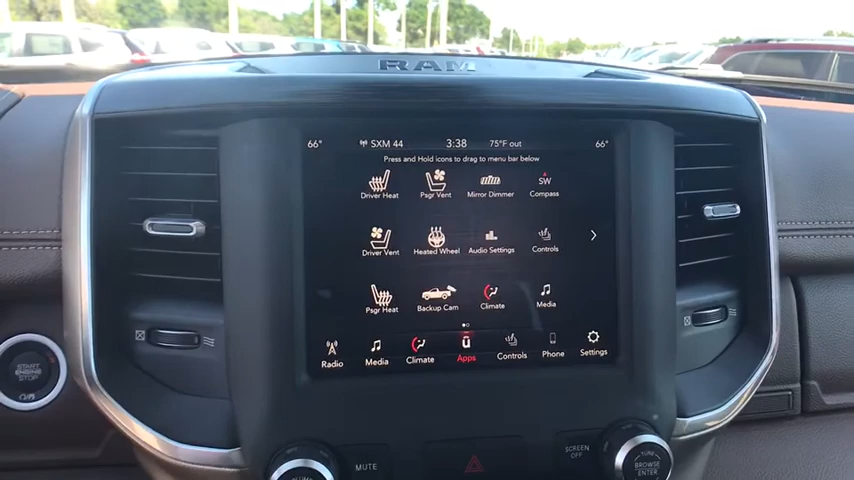 RAM
66° SXM 44 3:38 75°F out 66°
Press and Hold icons to drag to menu bar below
Driver Heat Psgr Vent Mirror Dimmer SW Compass
Driver Vent Heated Wheel Audio Settings Controls
Psgr Heat Backup Cam Climate Media
Radio Media Climate Apps Controls Phone Settings
START
ENGINE
STOP
MUTE
SCREEN
OFF
TUNE
BROWSE
ENTER